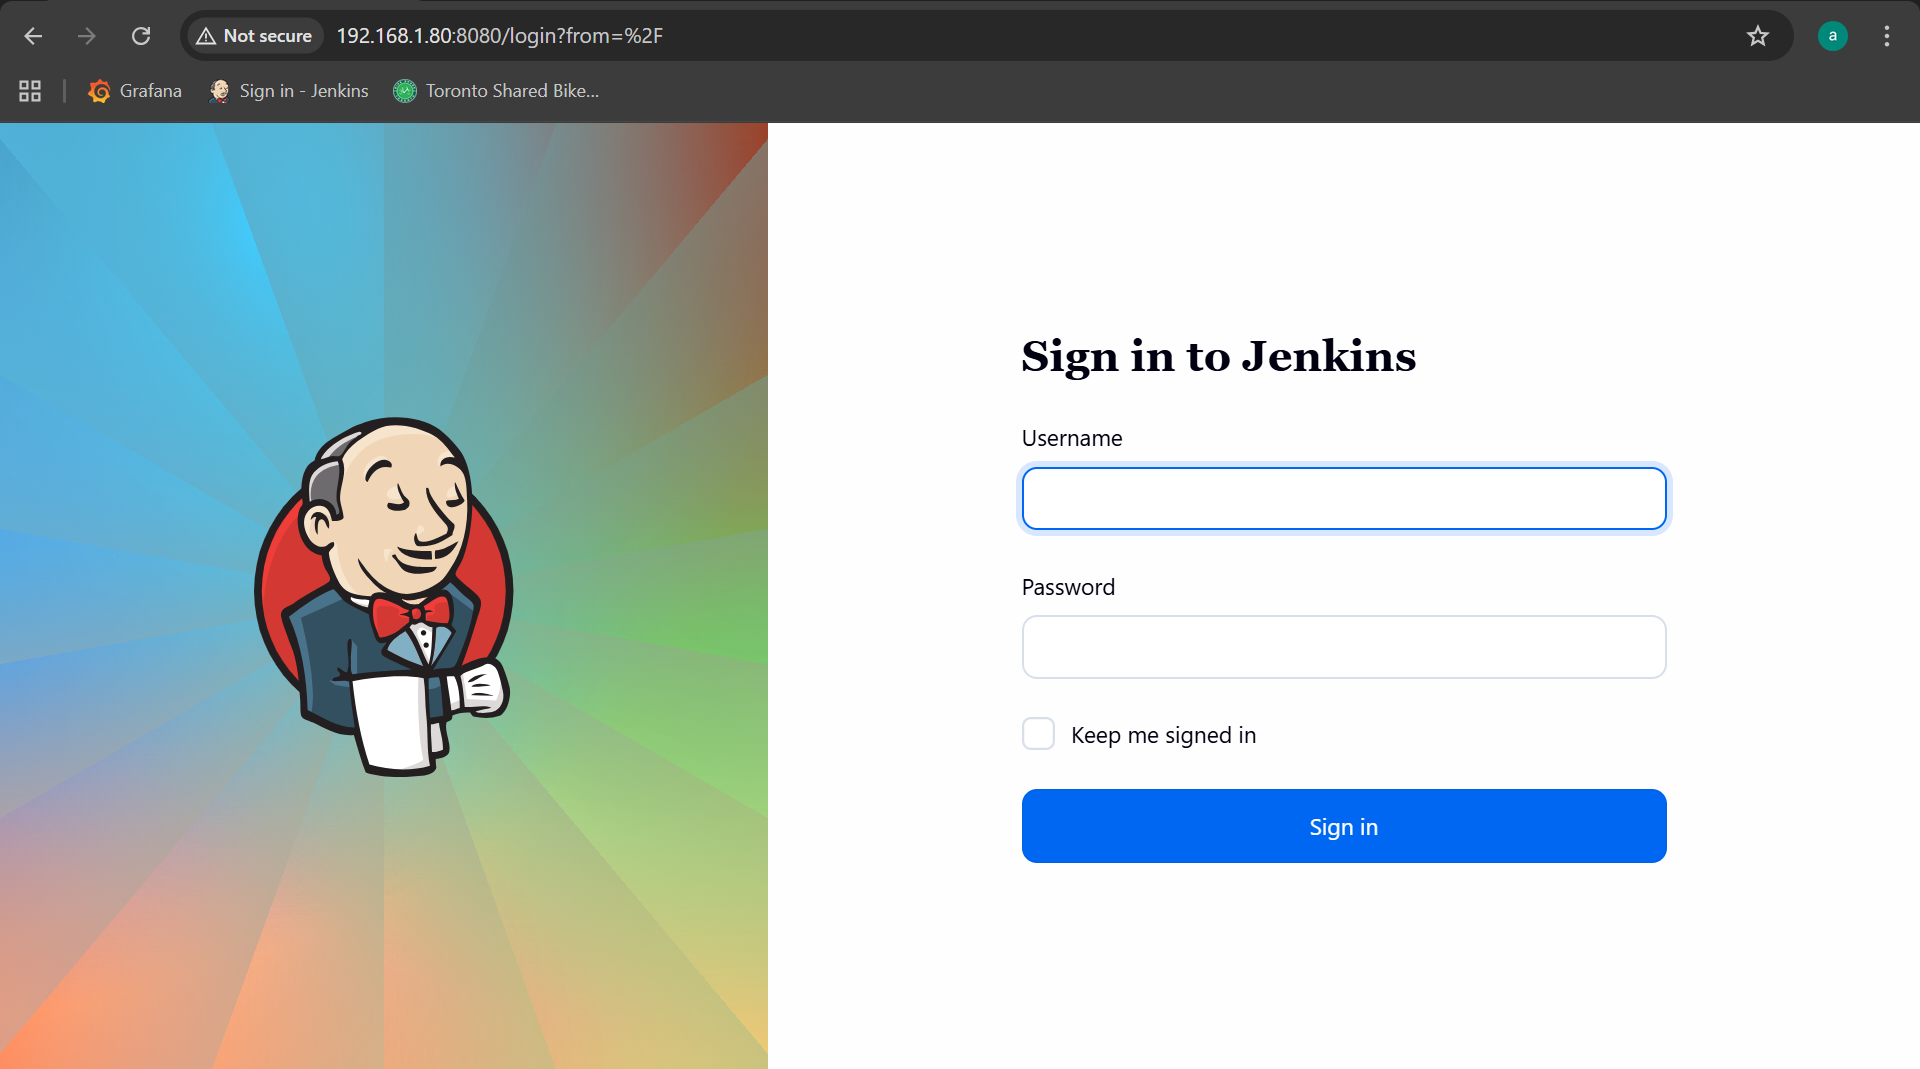 Not secure 192.168.1.80:8080/login?from=%2F a
Grafana Sign in - Jenkins Toronto Shared Bike...
Sign in to Jenkins
Username
Password
Keep me signed in
Sign in